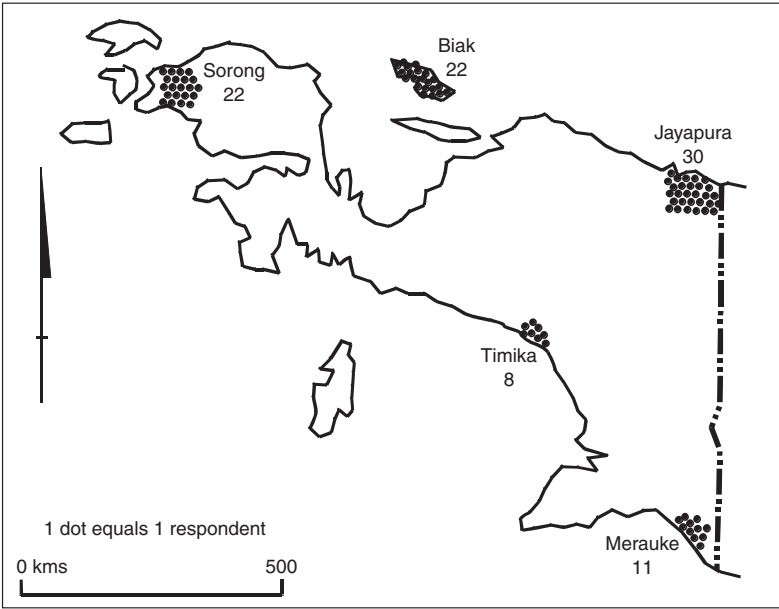 Biak
22
Sorong
22
Jayapura
30
Timika
8
1 dot equals 1 respondent
Merauke
11
0 kms 500